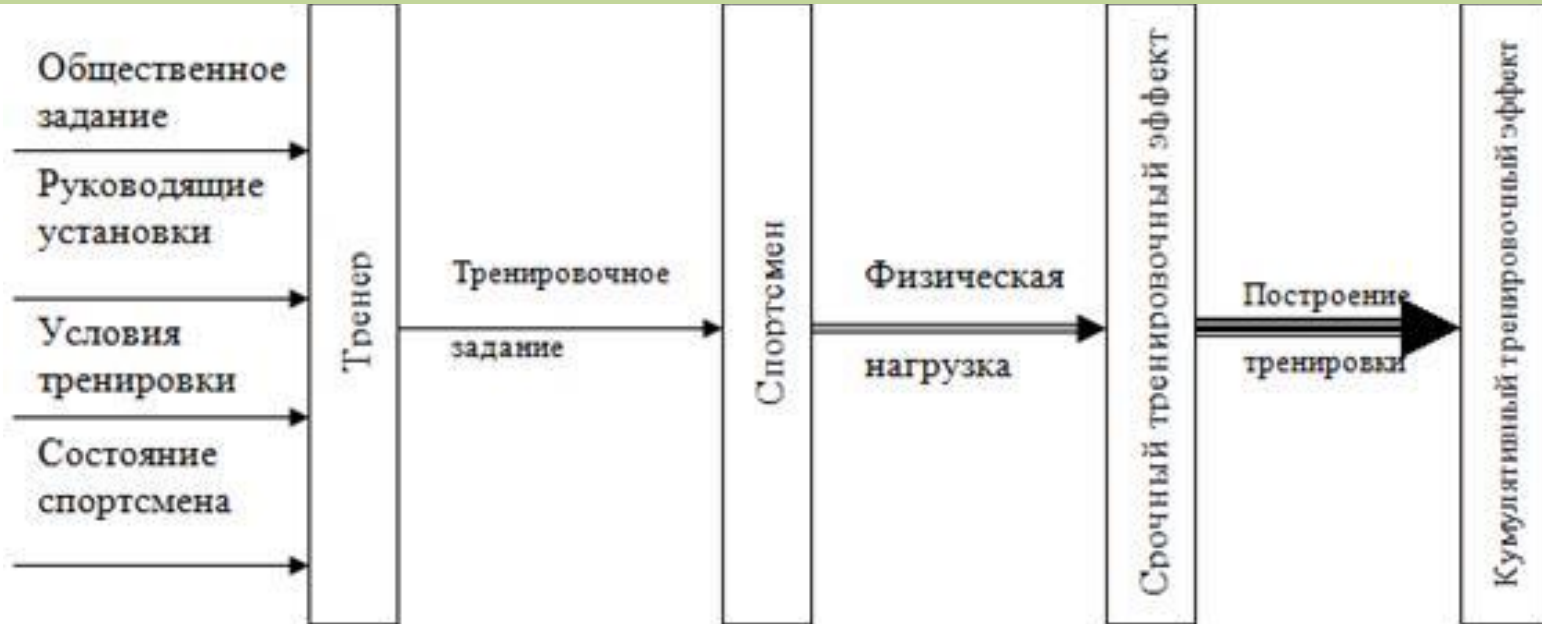 Общественное
задание
Руководящие
установки
Условия
тренировки
Состояние
спортсмена
Тренер
Тренировочное
задание
Спортсмен
Физическая
нагрузка
Срочный тренировочный эффект
Построение
тренировки
Кумулятивный тренировочный эффект